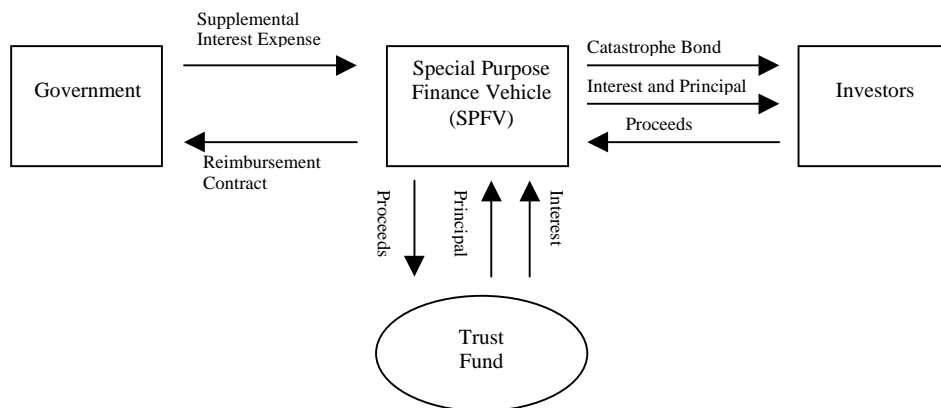 Supplemental
Interest Expense
Government
Special Purpose
Finance Vehicle
(SPFV)
Catastrophe Bond
Interest and Principal
Proceeds
Investors
Reimbursement
Contract
Proceeds
Principal
Interest
Trust
Fund